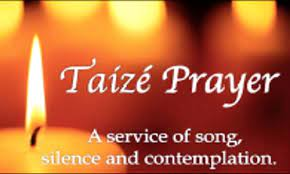 Taizé Prayer
A service of song,
silence and contemplation.